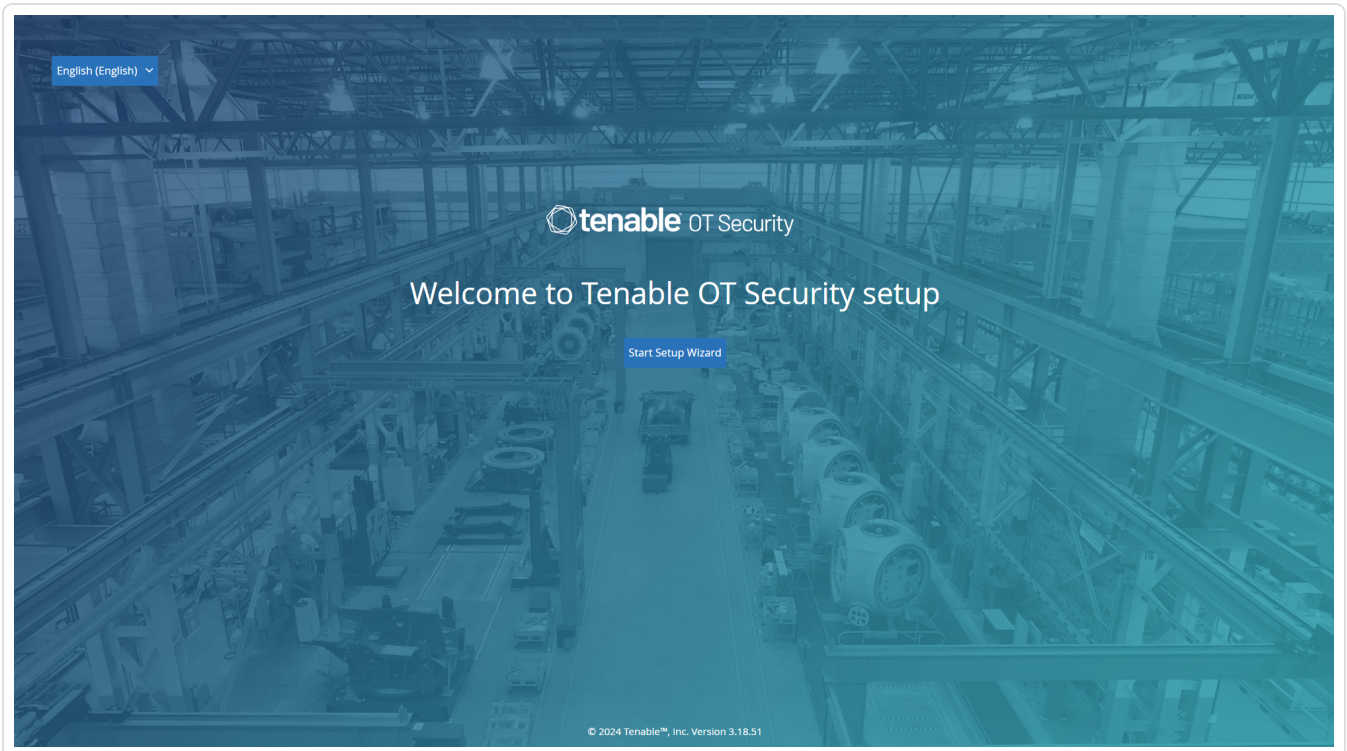 English (English)
tenable OT Security
Welcome to Tenable OT Security setup
Start Setup Wizard
© 2024 Tenable™, Inc. Version 3.18.51